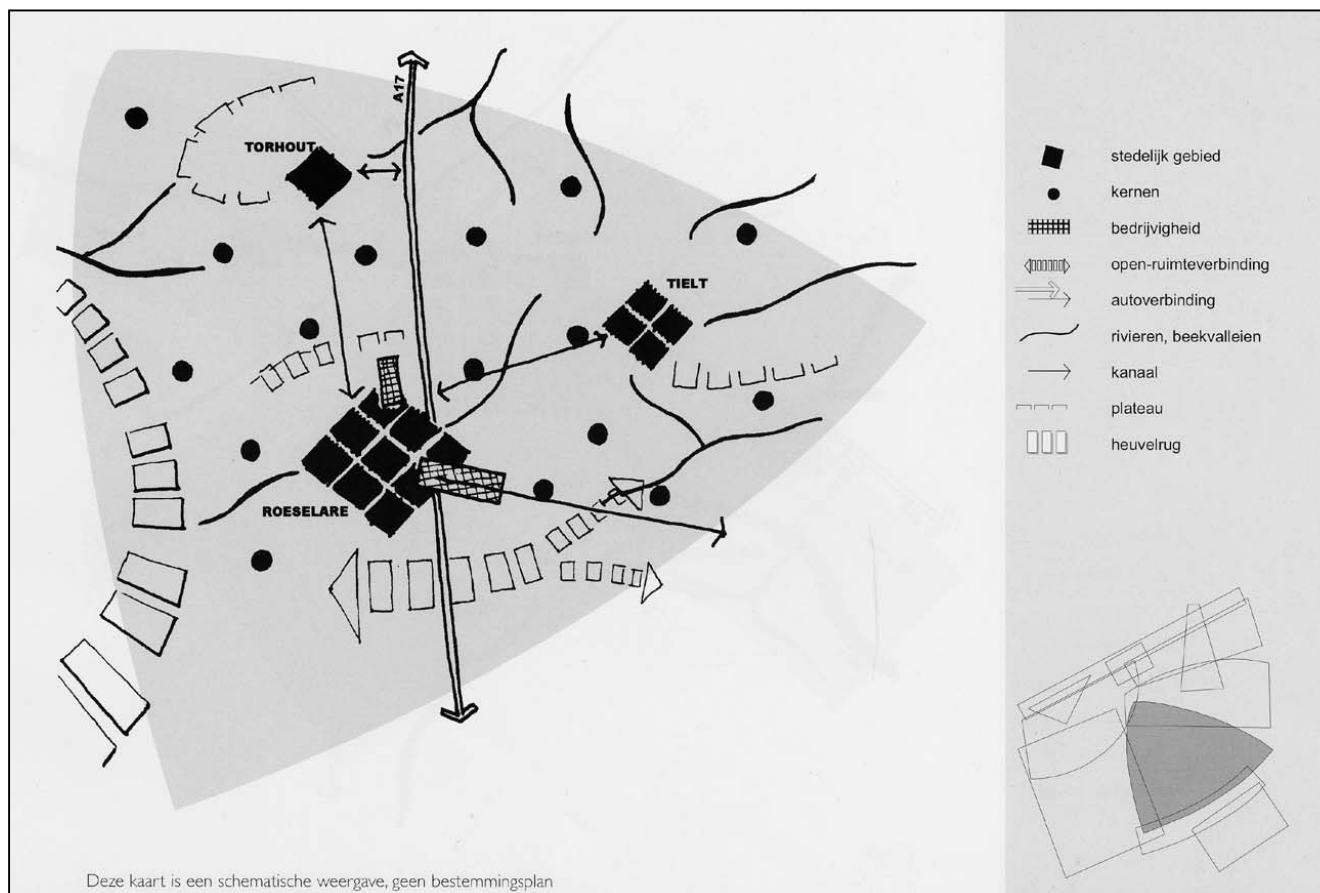 A17
TORHOUT
TIELT
ROESELARE
stedelijk gebied
kernen
bedrijvigheid
open-ruimteverbinding
autoverbinding
rivieren, beekvalleien
kanaal
plateau
heuvelrug
Deze kaart is een schematische weergave, geen bestemmingsplan